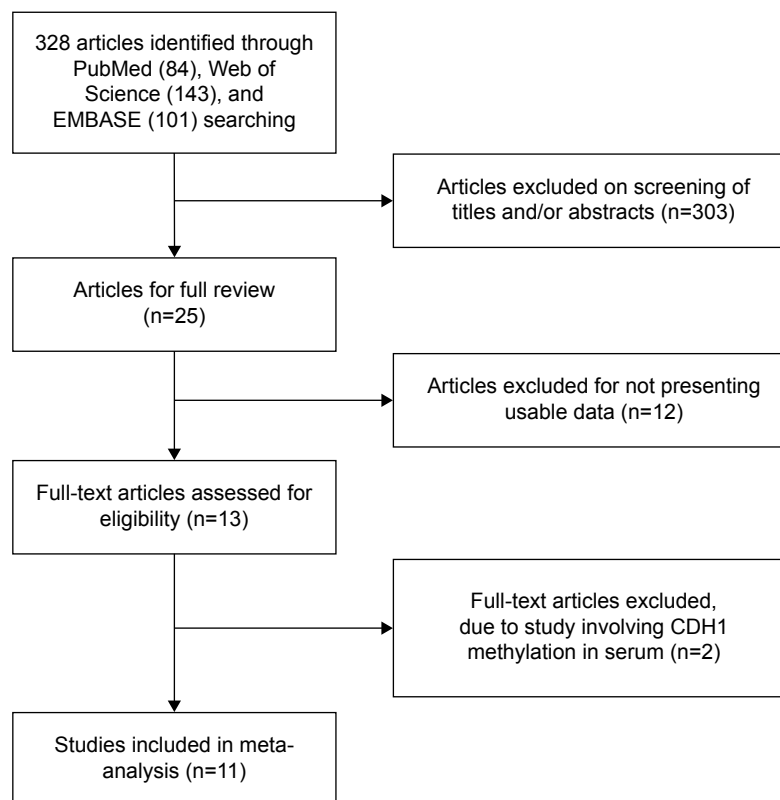 328 articles identified through
PubMed (84), Web of
Science (143), and
EMBASE (101) searching
Articles excluded on screening of
titles and/or abstracts (n=303)
Articles for full review
(n=25)
Articles excluded for not presenting
usable data (n=12)
Full-text articles assessed for
eligibility (n=13)
Full-text articles excluded,
due to study involving CDH1
methylation in serum (n=2)
Studies included in meta-
analysis (n=11)